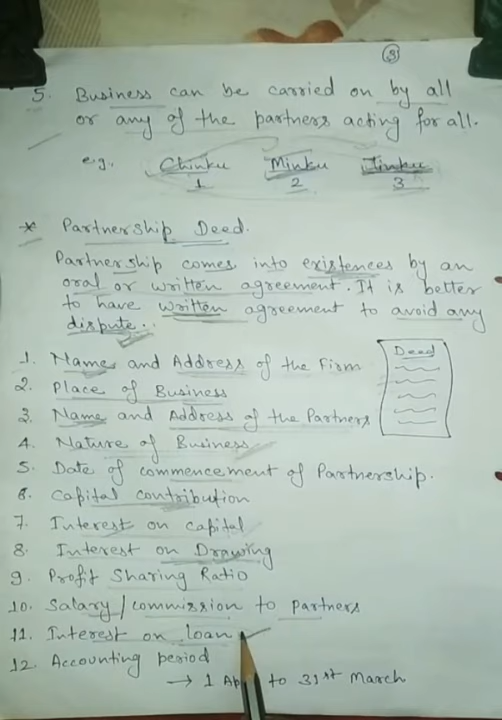 3
5. Business can be carried on by all
or any of the partners acting for all.
e.g. Chinku Minku Tinku
1 2 3
* Partnership Deed.
Partnership comes into existences by an
oral or written agreement. It is better
to have written agreement to avoid any
dispute.
Deed
1. Name and Address of the Firm
2. Place of Business
3. Name and Address of the Partners
4. Nature of Business
5. Date of commencement of Partnership.
6. Capital contribution
7. Interest on capital
8. Interest on Drawing
9. Profit Sharing Ratio
10. Salary/commission to partners
11. Interest on loan
12. Accounting period
→ 1 Ap to 31st March